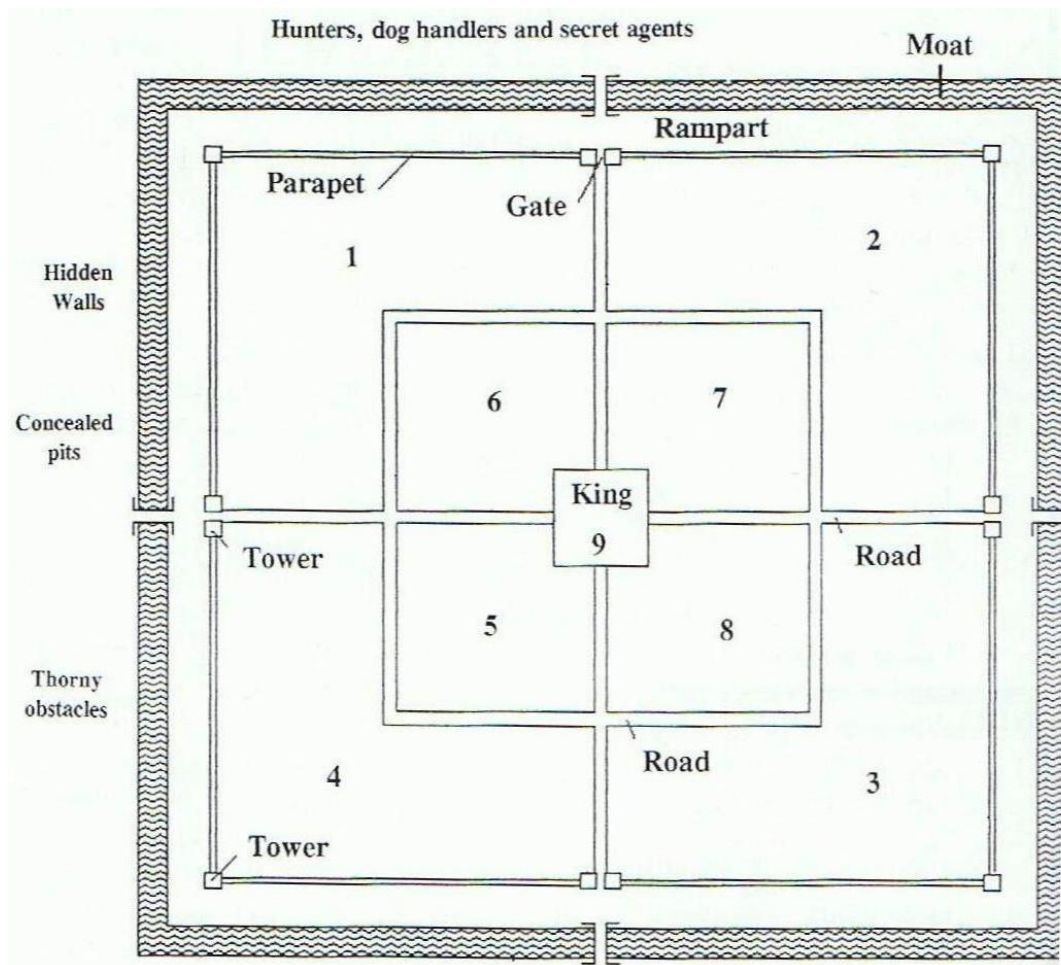 Hunters, dog handlers and secret agents
Moat
Rampart
Parapet
Gate
1
2
Hidden
Walls
6
7
Concealed
pits
King
9
Tower
Road
5
8
Thorny
obstacles
Road
4
3
Tower